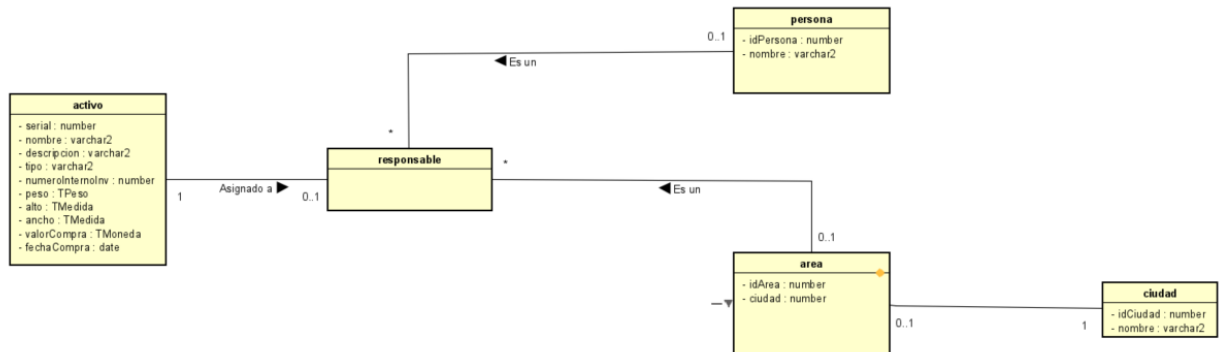 persona
- idPersona : number
- nombre : varchar2
0..1
Es un
activo
- serial : number
- nombre : varchar2
- descripcion : varchar2
- tipo : varchar2
- numeroInternoInv : number
- peso : TPeso
- alto : TMedida
- ancho : TMedida
- valorCompra : TMoneda
- fechaCompra : date
*
responsable
*
Asignado a
1
0..1
Es un
0..1
area
- idArea : number
- ciudad : number
0..1
1
ciudad
- idCiudad : number
- nombre : varchar2